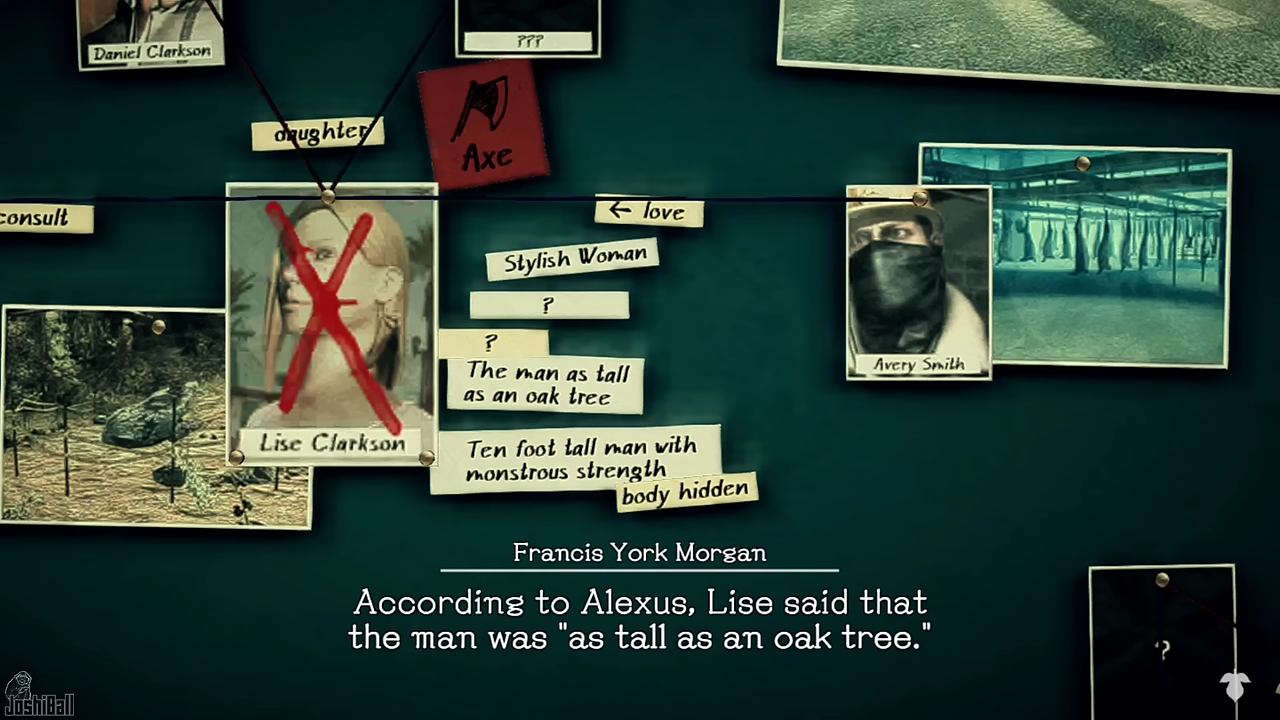 Daniel Clarkson
???
daughter
Axe
consult
← love
Stylish Woman
?
?
The man as tall
as an oak tree
Avery Smith
Lise Clarkson
Ten foot tall man with
monstrous strength
body hidden
Francis York Morgan
According to Alexus, Lise said that
the man was "as tall as an oak tree."
?
JoshiBall